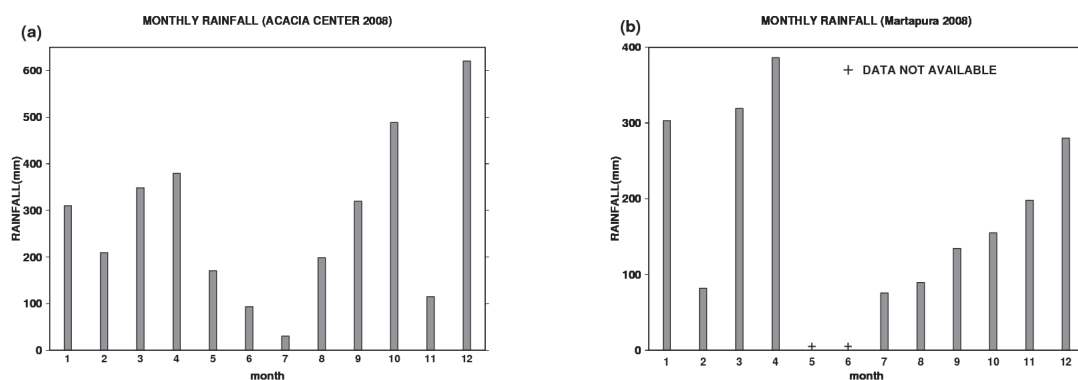 (a)
MONTHLY RAINFALL (ACACIA CENTER 2008)
RAINFALL(mm)
600
500
400
300
200
100
0
1 2 3 4 5 6 7 8 9 10 11 12
month
(b)
MONTHLY RAINFALL (Martapura 2008)
+ DATA NOT AVAILABLE
RAINFALL(mm)
400
300
200
100
0
1 2 3 4 5 6 7 8 9 10 11 12
month